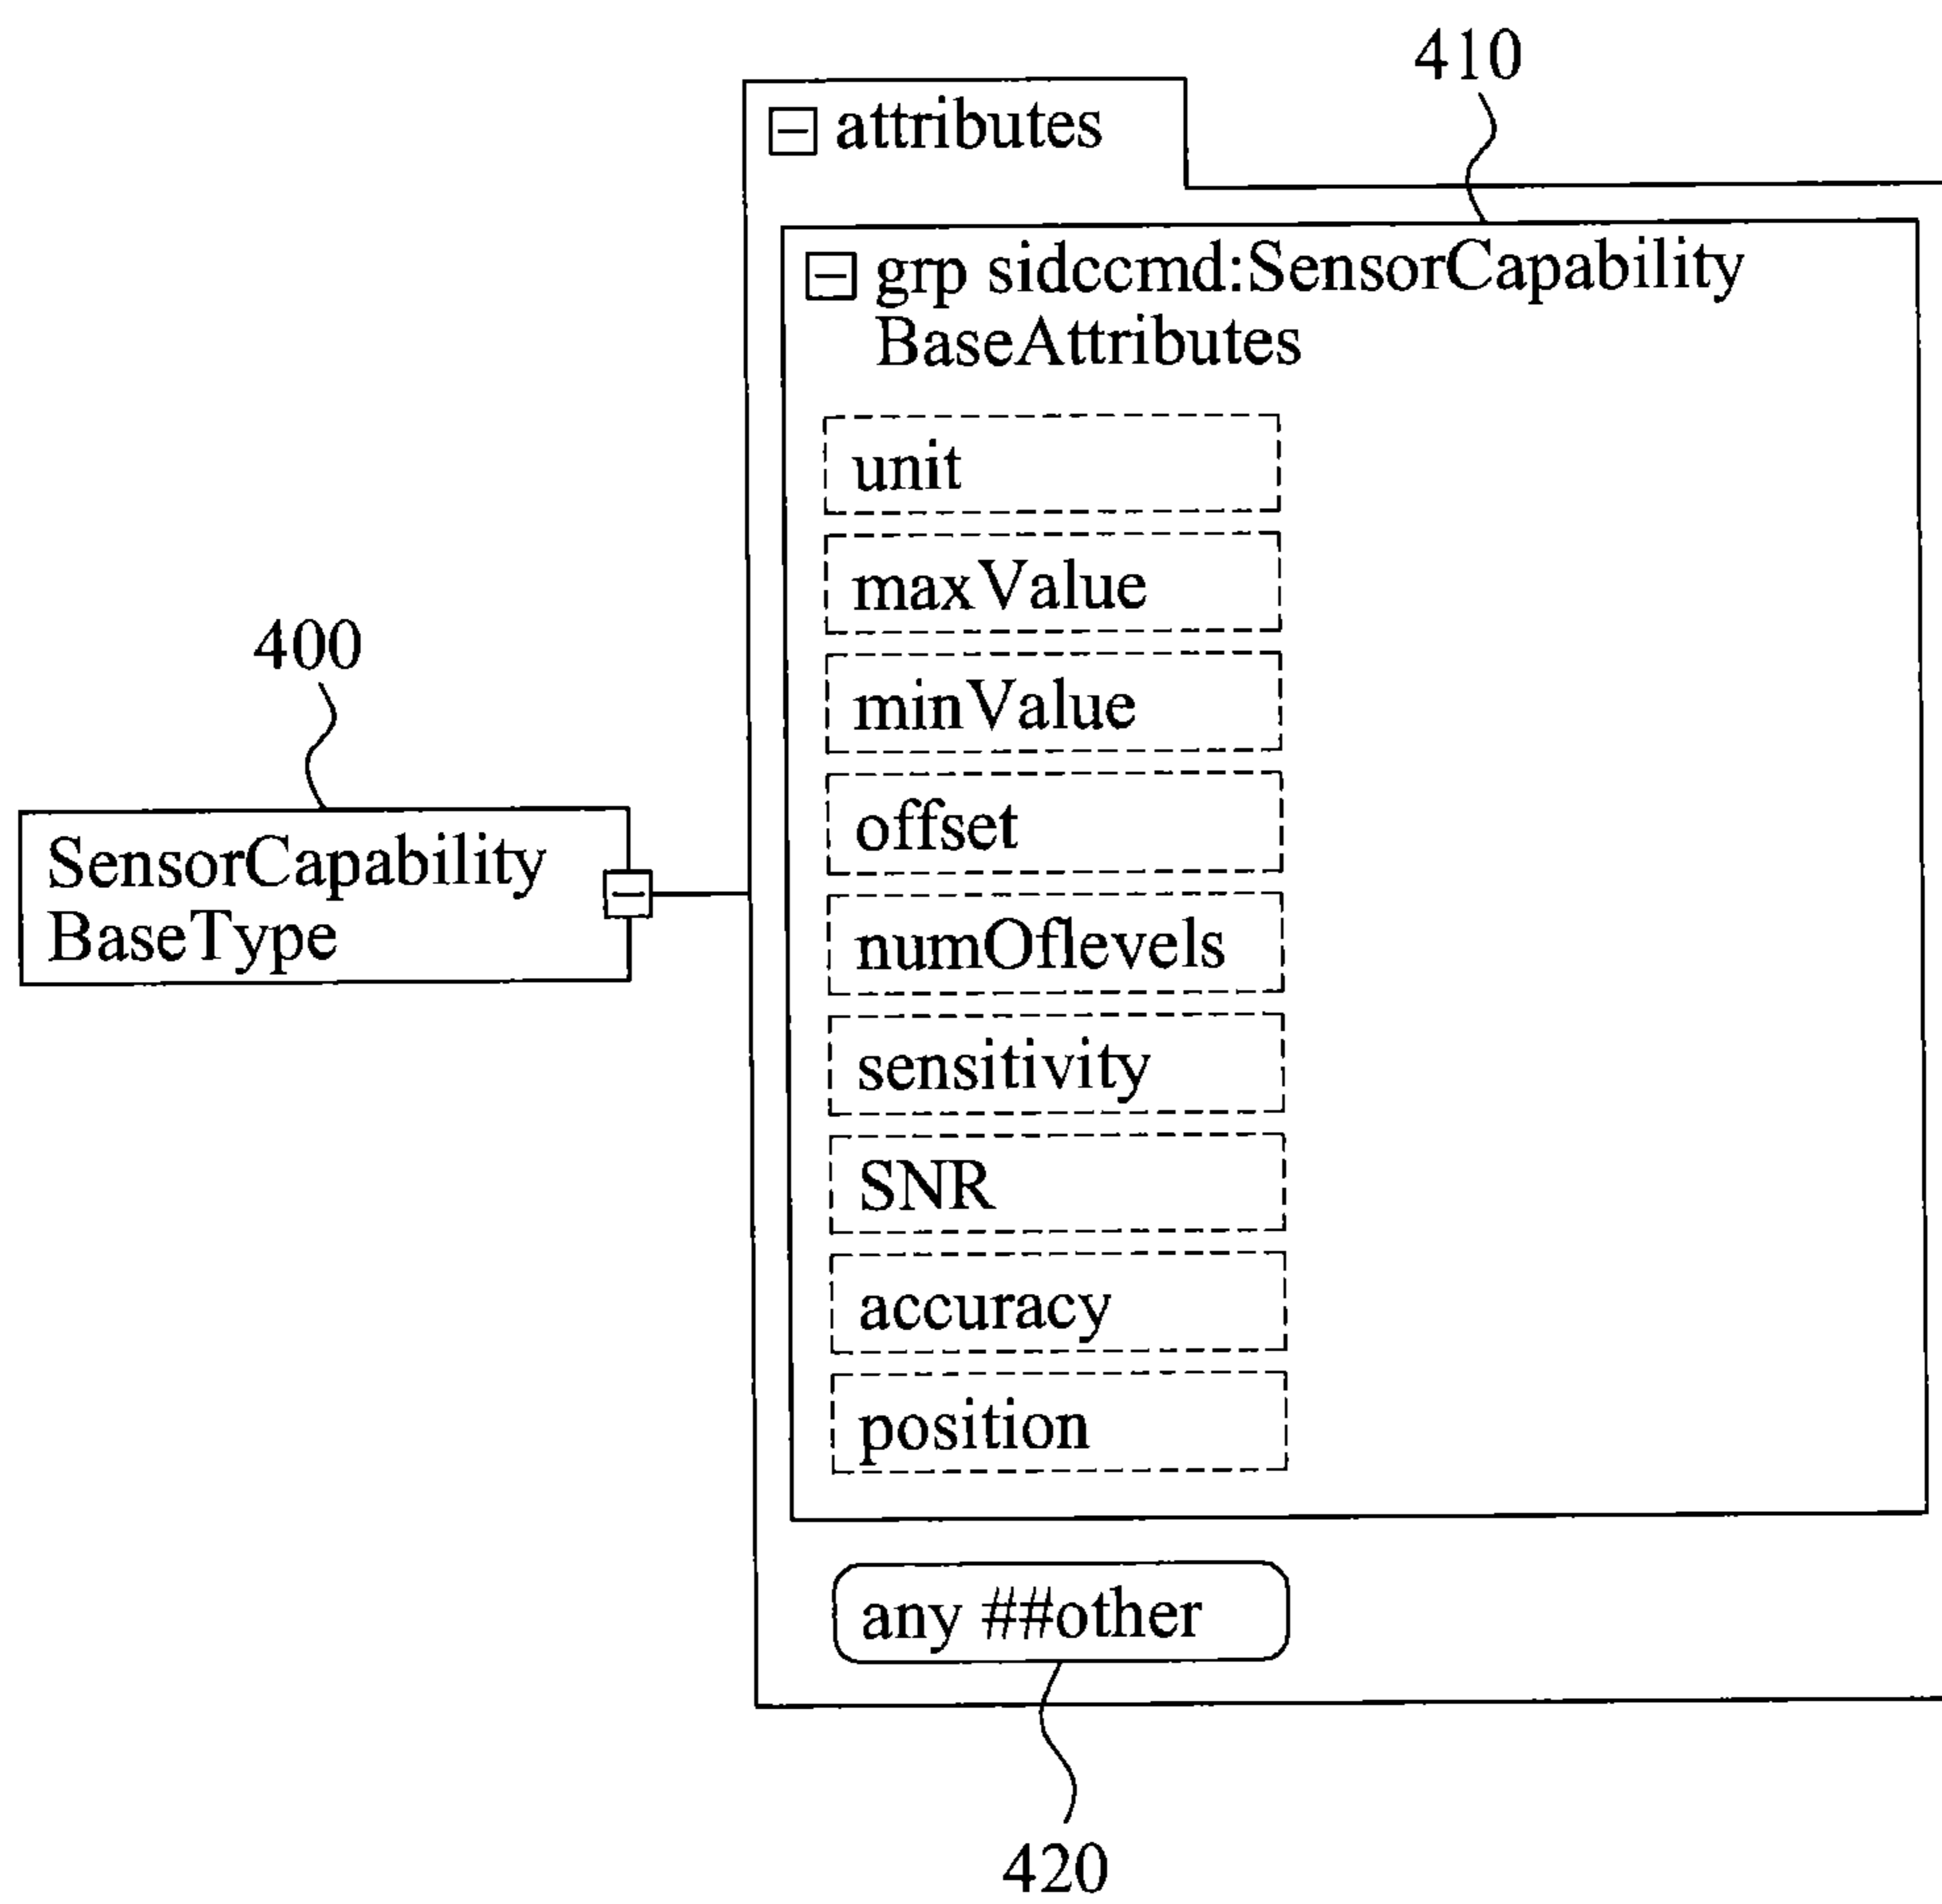 410
attributes
grp sidccmd:SensorCapability
BaseAttributes
unit
maxValue
minValue
400
offset
SensorCapability
BaseType
numOflevels
sensitivity
SNR
accuracy
position
any ##other
420